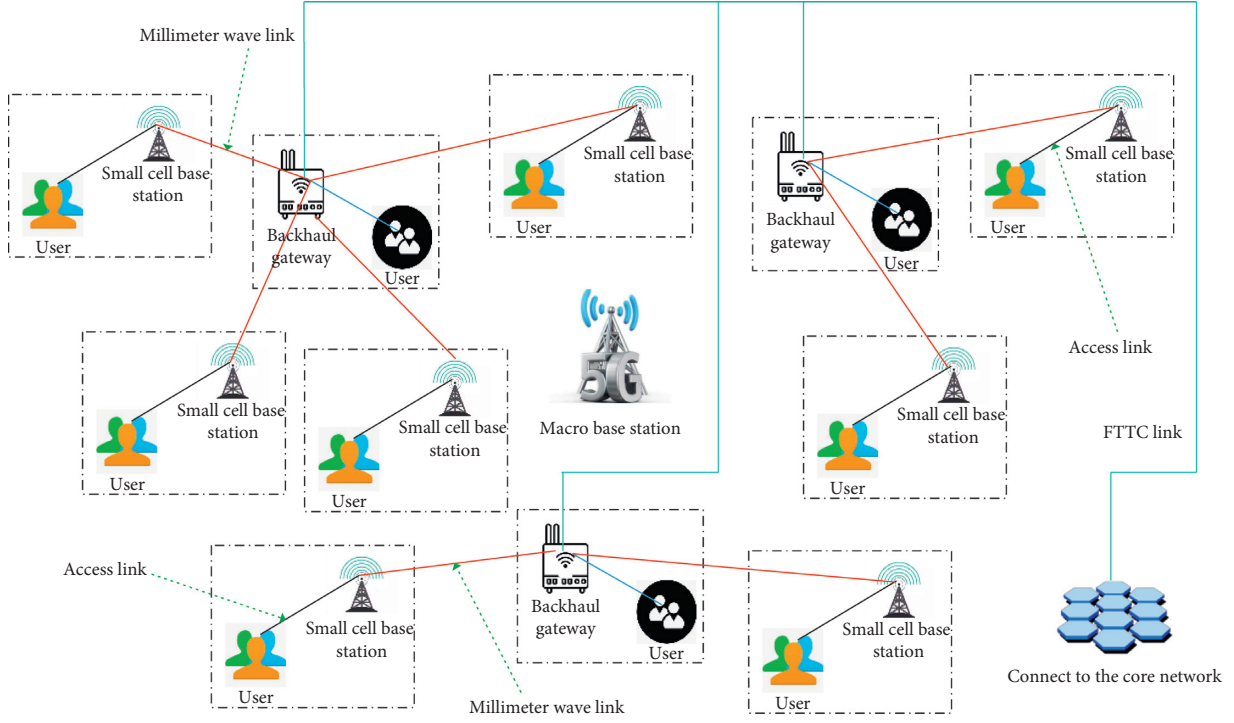 Millimeter wave link
Small cell base
station
User
Backhaul
gateway
User
Small cell base
station
User
Backhaul
gateway
User
Small cell base
station
User
Small cell base
station
User
Small cell base
station
User
5G
Macro base station
Small cell base
station
User
Access link
FTTC link
Access link
Small cell base
station
User
Backhaul
gateway
User
Small cell base
station
User
Millimeter wave link
Connect to the core network